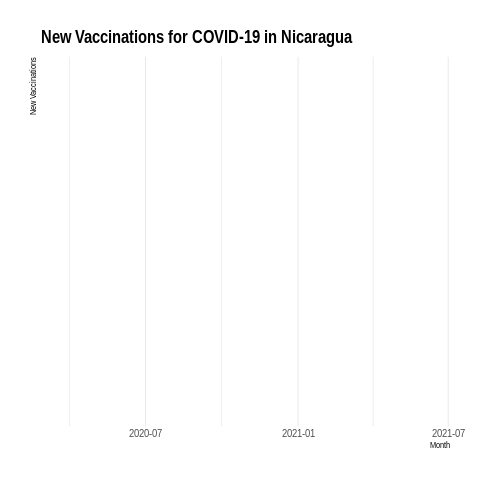 New Vaccinations for COVID-19 in Nicaragua
New Vaccinations
2020-07
2021-01
2021-07
Month